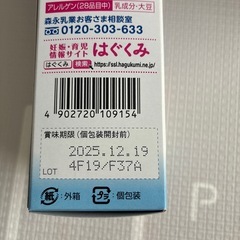 アレルゲン(28品目中) 乳成分・大豆
森永乳業お客さま相談室
0120-303-633
妊娠・育児
情報サイト はぐくみ
はぐくみ 検索 https://ssl.hagukumi.ne.jp/
4 902720 109154
賞味期限(個包装開封前)
2025.12.19
LOT 4F19/F37A
紙 :外箱 プラ :個包装
P